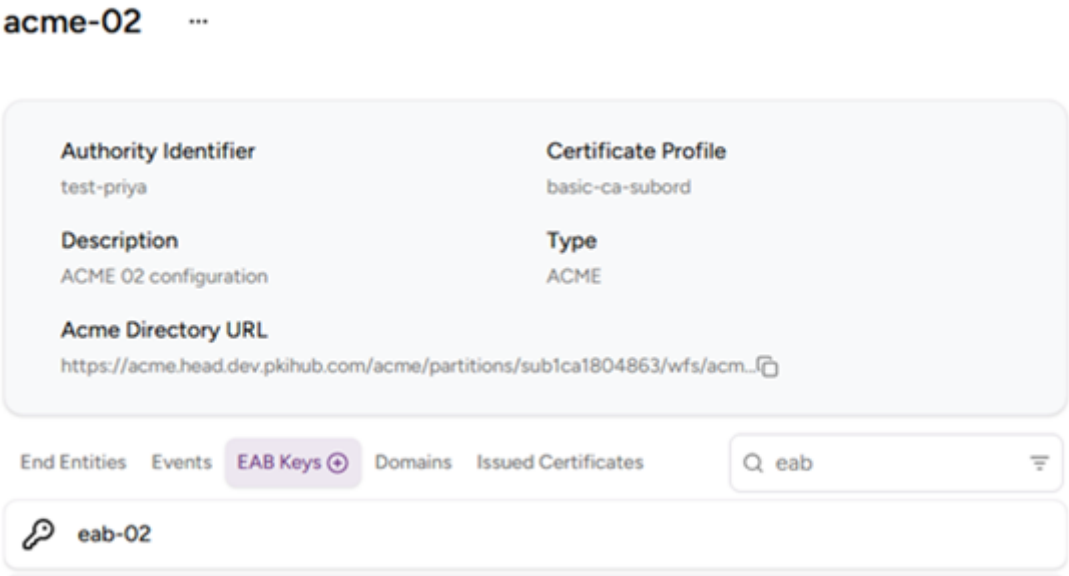 acme-02 ...
Authority Identifier Certificate Profile
test-priya basic-ca-subord
Description Type
ACME 02 configuration ACME
Acme Directory URL
https://acme.head.dev.pkihub.com/acme/partitions/sub1ca1804863/wfs/acm...
End Entities Events EAB Keys Domains Issued Certificates eab
eab-02